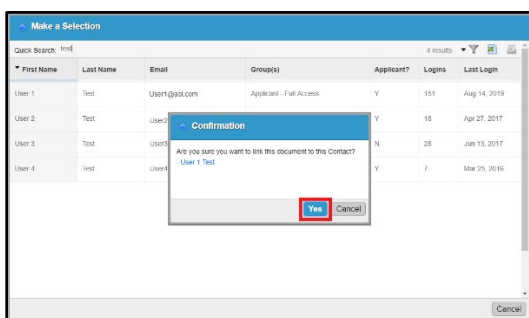 Make a Selection
Quick Search: test 4 results
First Name Last Name Email Group(s) Applicant? Logins Last Login
User 1 Test User1@aol.com Applicant - Full Access Y 151 Aug 14, 2019
User 2 Test User2 Y 18 Apr 27, 2017
User 3 Test User3 N 28 Jun 13, 2017
User 4 Test User4 Y 7 Mar 25, 2016
Confirmation
Are you sure you want to link this document to this Contact?
- User 1 Test
Yes Cancel
Cancel